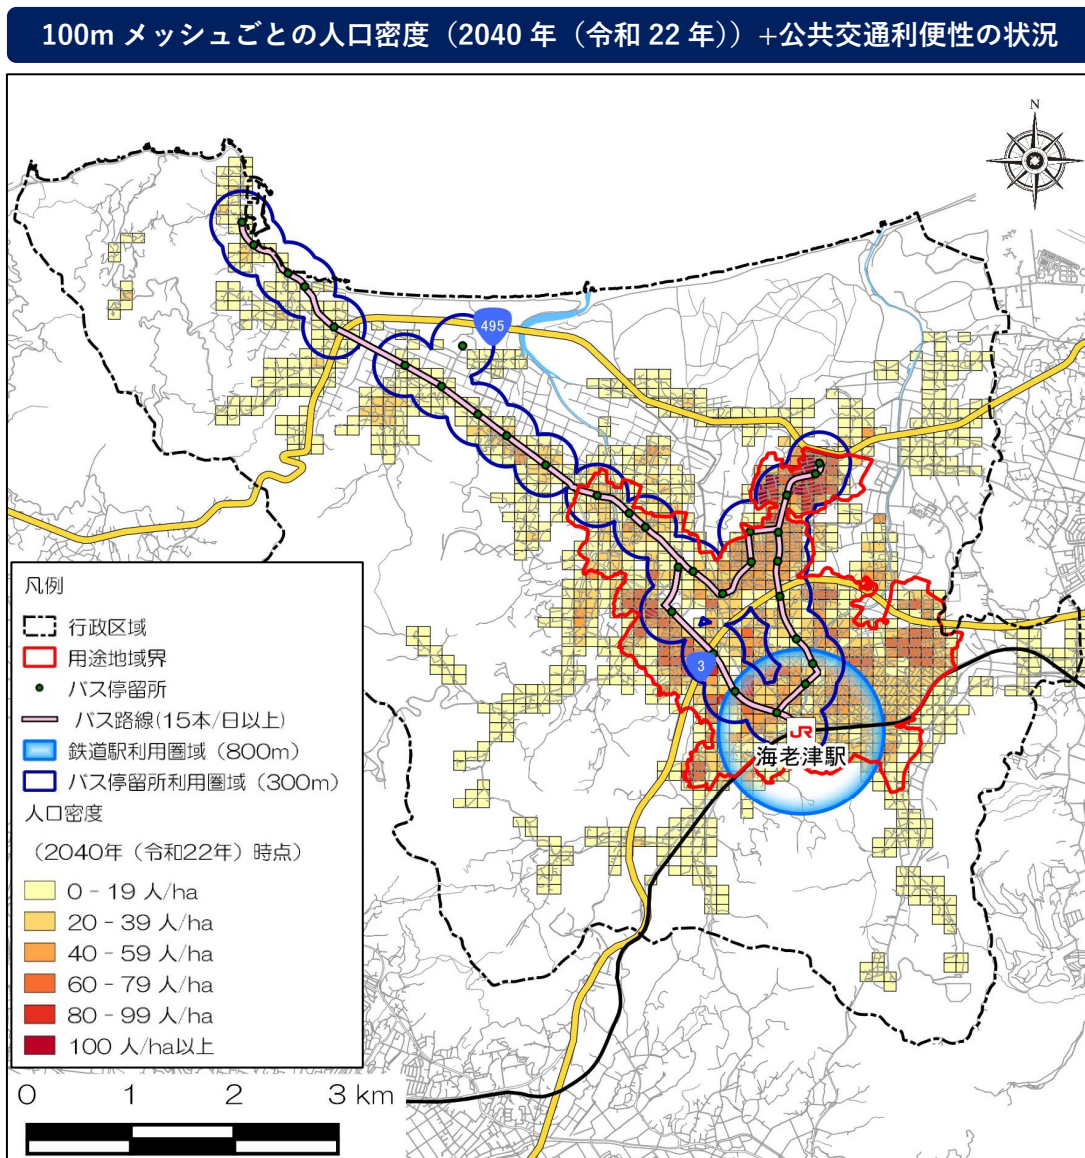 100m メッシュごとの人口密度（2040 年（令和 22 年））+公共交通利便性の状況
N
495
3
JR
海老津駅
凡例
行政区域
用途地域界
バス停留所
バス路線(15本/日以上)
鉄道駅利用圏域（800m）
バス停留所利用圏域（300m）
人口密度
（2040年（令和22年）時点）
0 - 19 人/ha
20 - 39 人/ha
40 - 59 人/ha
60 - 79 人/ha
80 - 99 人/ha
100 人/ha以上
0 1 2 3 km